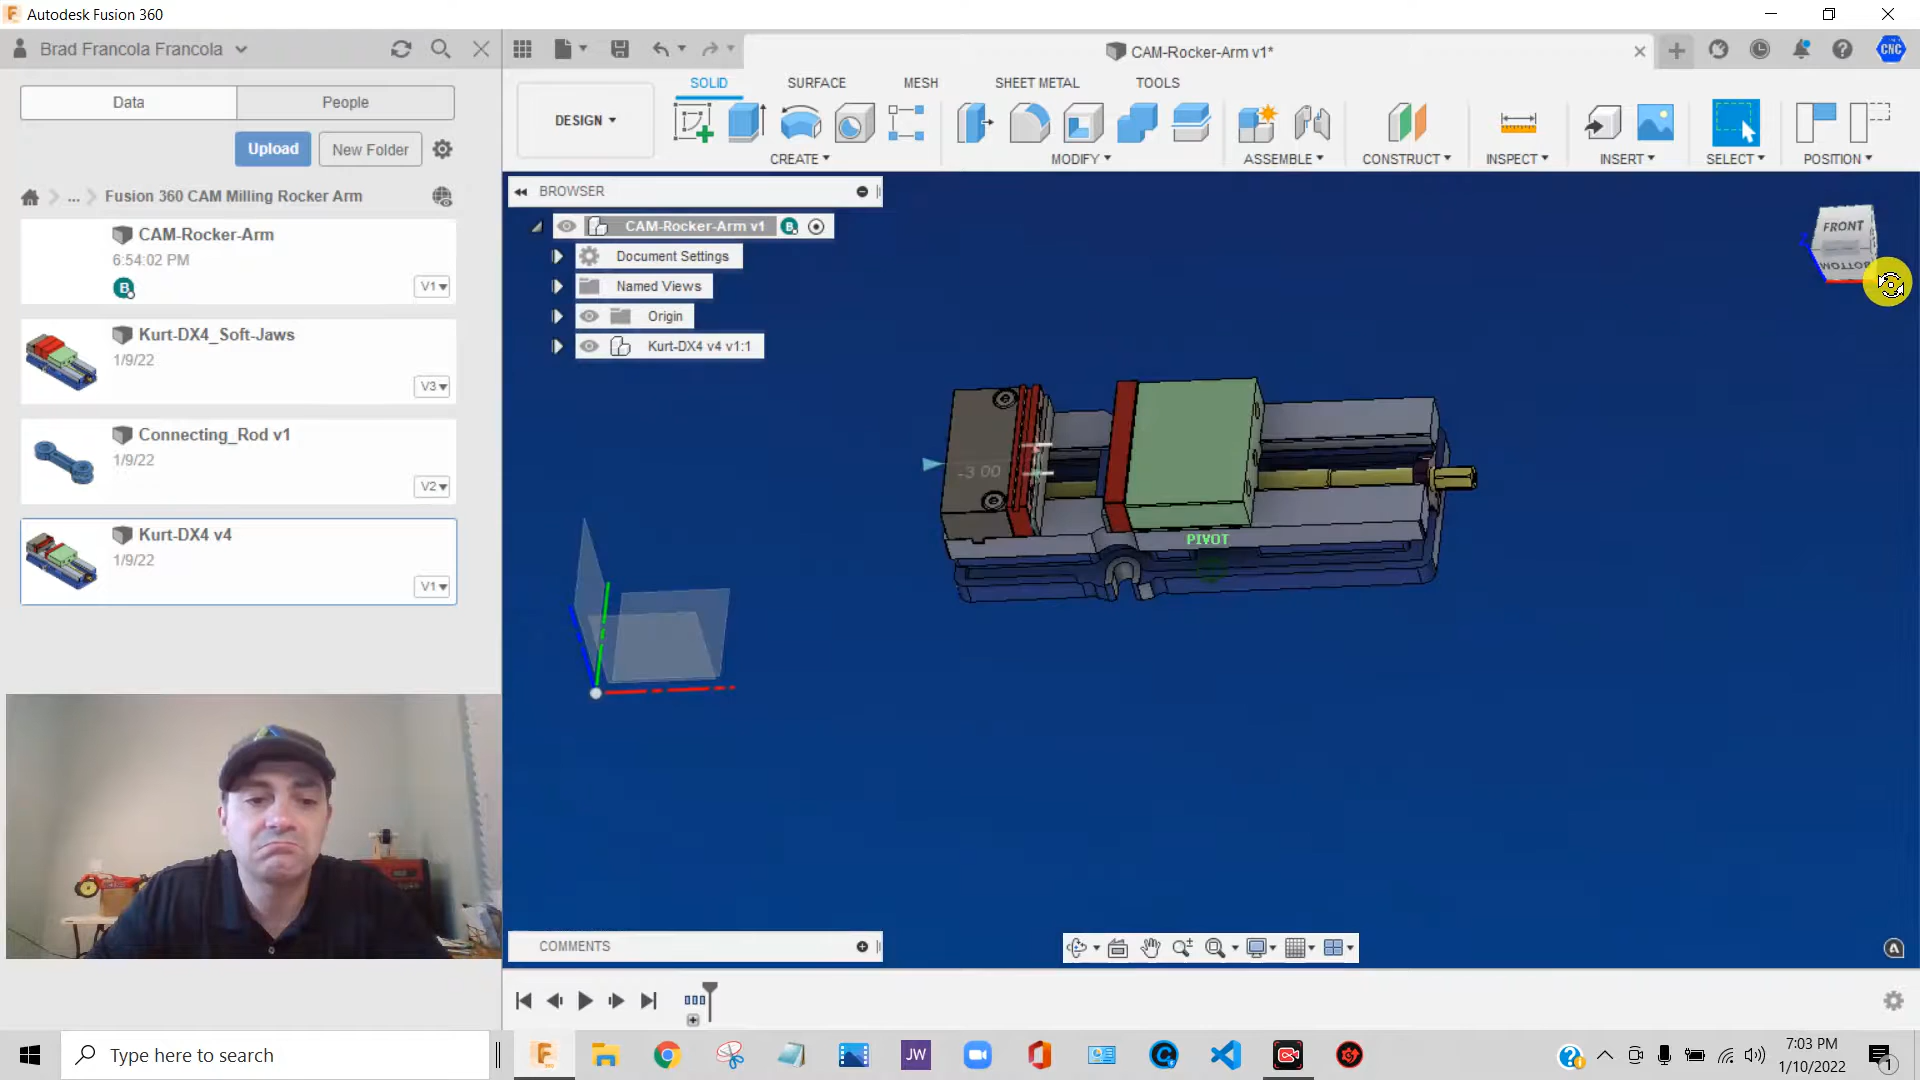 Autodesk Fusion 360
Brad Francola Francola
CAM-Rocker-Arm v1*
CNC
Data
People
SOLID
SURFACE
MESH
SHEET METAL
TOOLS
DESIGN
Upload
New Folder
CREATE
MODIFY
ASSEMBLE
CONSTRUCT
INSPECT
INSERT
SELECT
POSITION
... Fusion 360 CAM Milling Rocker Arm
BROWSER
CAM-Rocker-Arm v1
B
Document Settings
Named Views
Origin
Kurt-DX4 v4 v1:1
CAM-Rocker-Arm
6:54:02 PM
B
V1
Kurt-DX4_Soft-Jaws
1/9/22
V3
Connecting_Rod v1
1/9/22
V2
Kurt-DX4 v4
1/9/22
V1
FRONT
BOTTOM
Z
-3.00
PIVOT
COMMENTS
Type here to search
JW
7:03 PM
1/10/2022
1